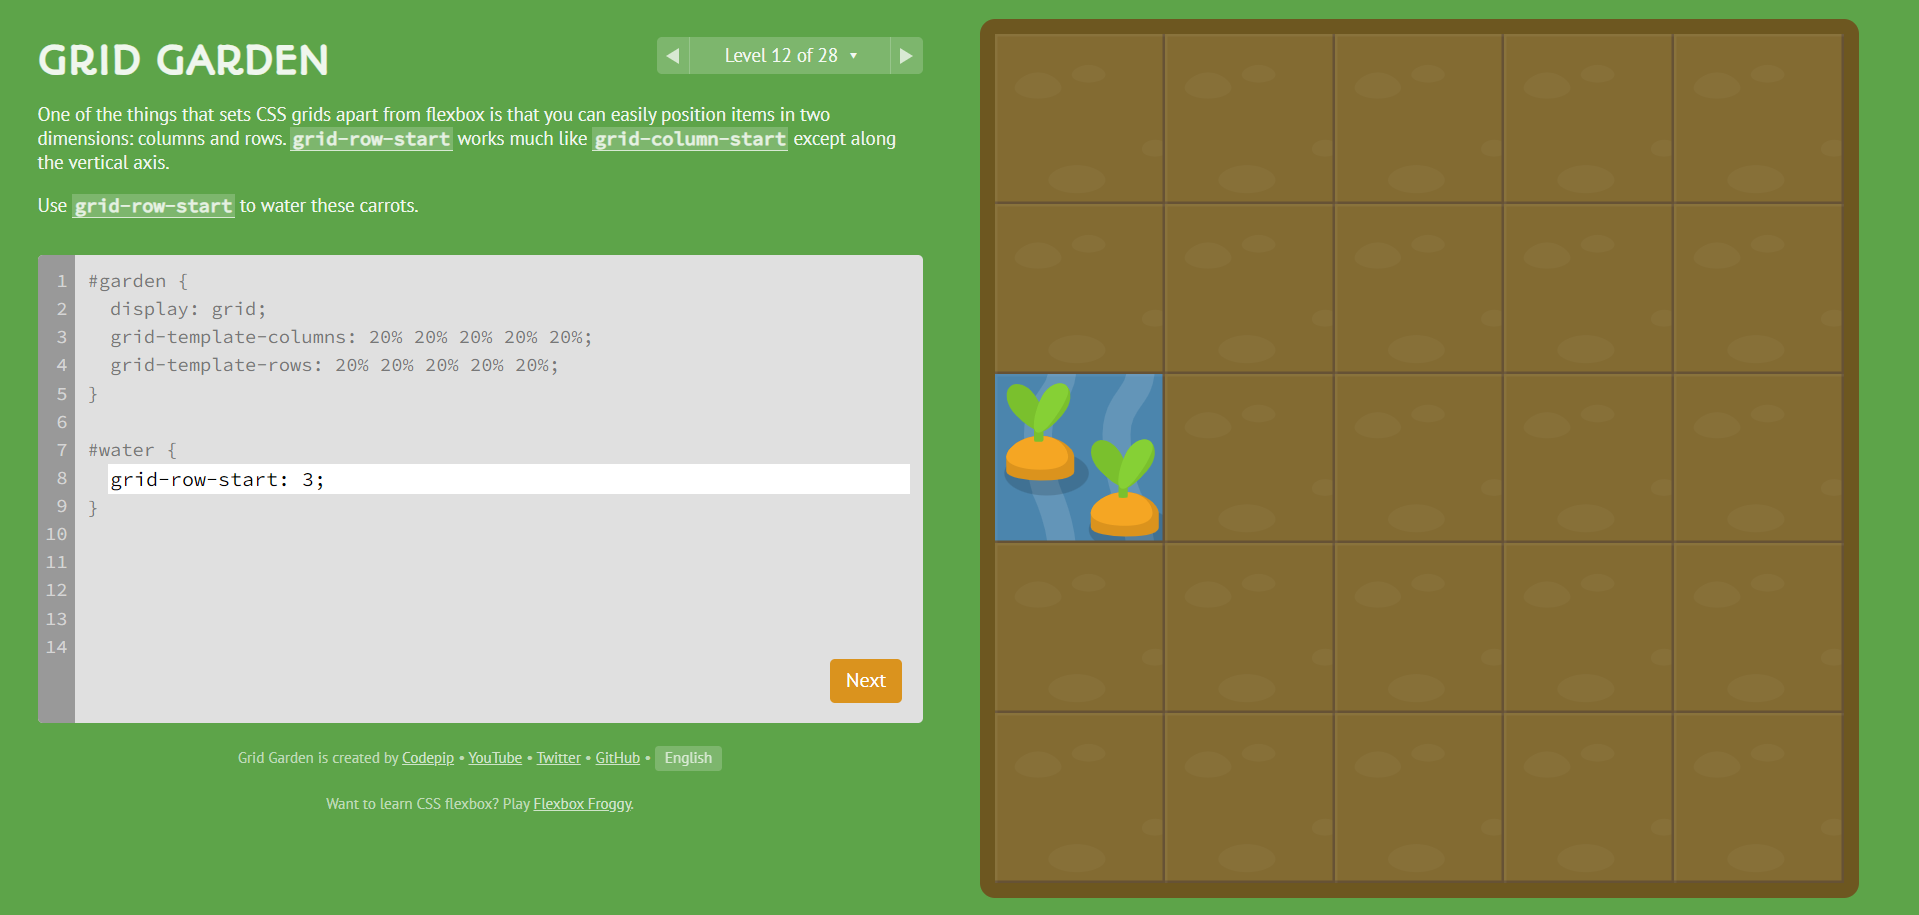 GRID GARDEN
◀ Level 12 of 28 ▾ ▶
One of the things that sets CSS grids apart from flexbox is that you can easily position items in two
dimensions: columns and rows. grid-row-start works much like grid-column-start except along
the vertical axis.
Use grid-row-start to water these carrots.
1 #garden {
2   display: grid;
3   grid-template-columns: 20% 20% 20% 20% 20%;
4   grid-template-rows: 20% 20% 20% 20% 20%;
5 }
6
7 #water {
8   grid-row-start: 3;
9 }
10
11
12
13
14
Next
Grid Garden is created by Codepip • YouTube • Twitter • GitHub • English
Want to learn CSS flexbox? Play Flexbox Froggy.